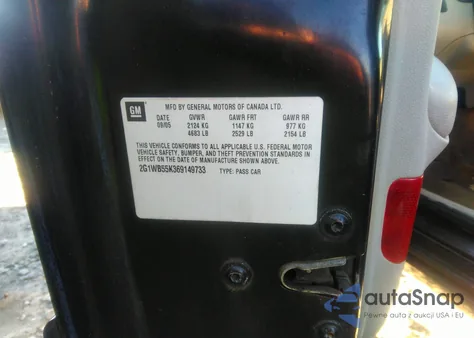 GM
MFD BY GENERAL MOTORS OF CANADA LTD.
DATE GVWR GAWR FRT GAWR RR
09/05 2124 KG 1147 KG 977 KG
4683 LB 2529 LB 2154 LB
THIS VEHICLE CONFORMS TO ALL APPLICABLE U.S. FEDERAL MOTOR
VEHICLE SAFETY, BUMPER, AND THEFT PREVENTION STANDARDS IN
EFFECT ON THE DATE OF MANUFACTURE SHOWN ABOVE.
2G1WB55K369149733 TYPE: PASS CAR
autaSnap
Pewne auta z aukcji USA i EU